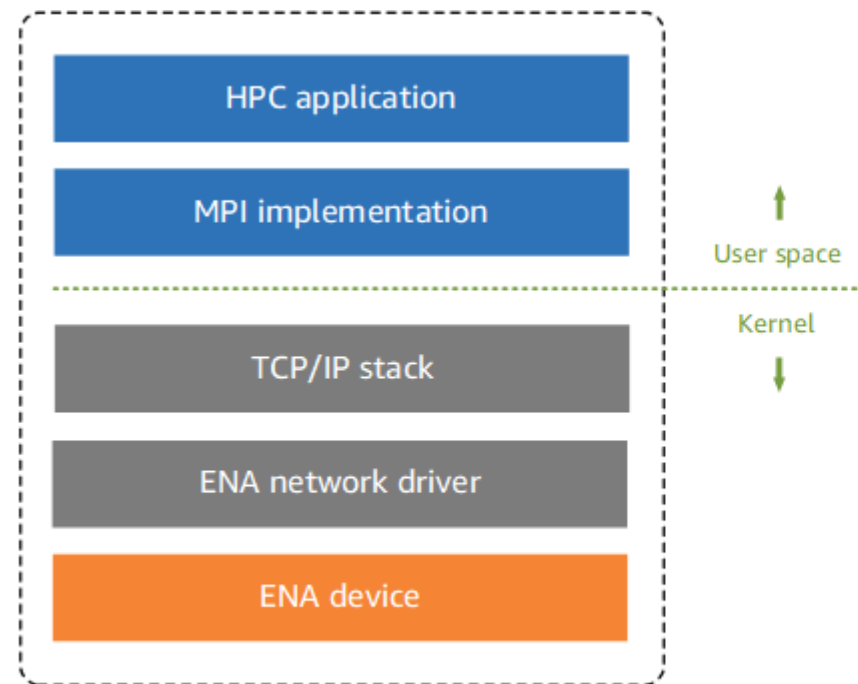 HPC application
MPI implementation
User space
Kernel
TCP/IP stack
ENA network driver
ENA device